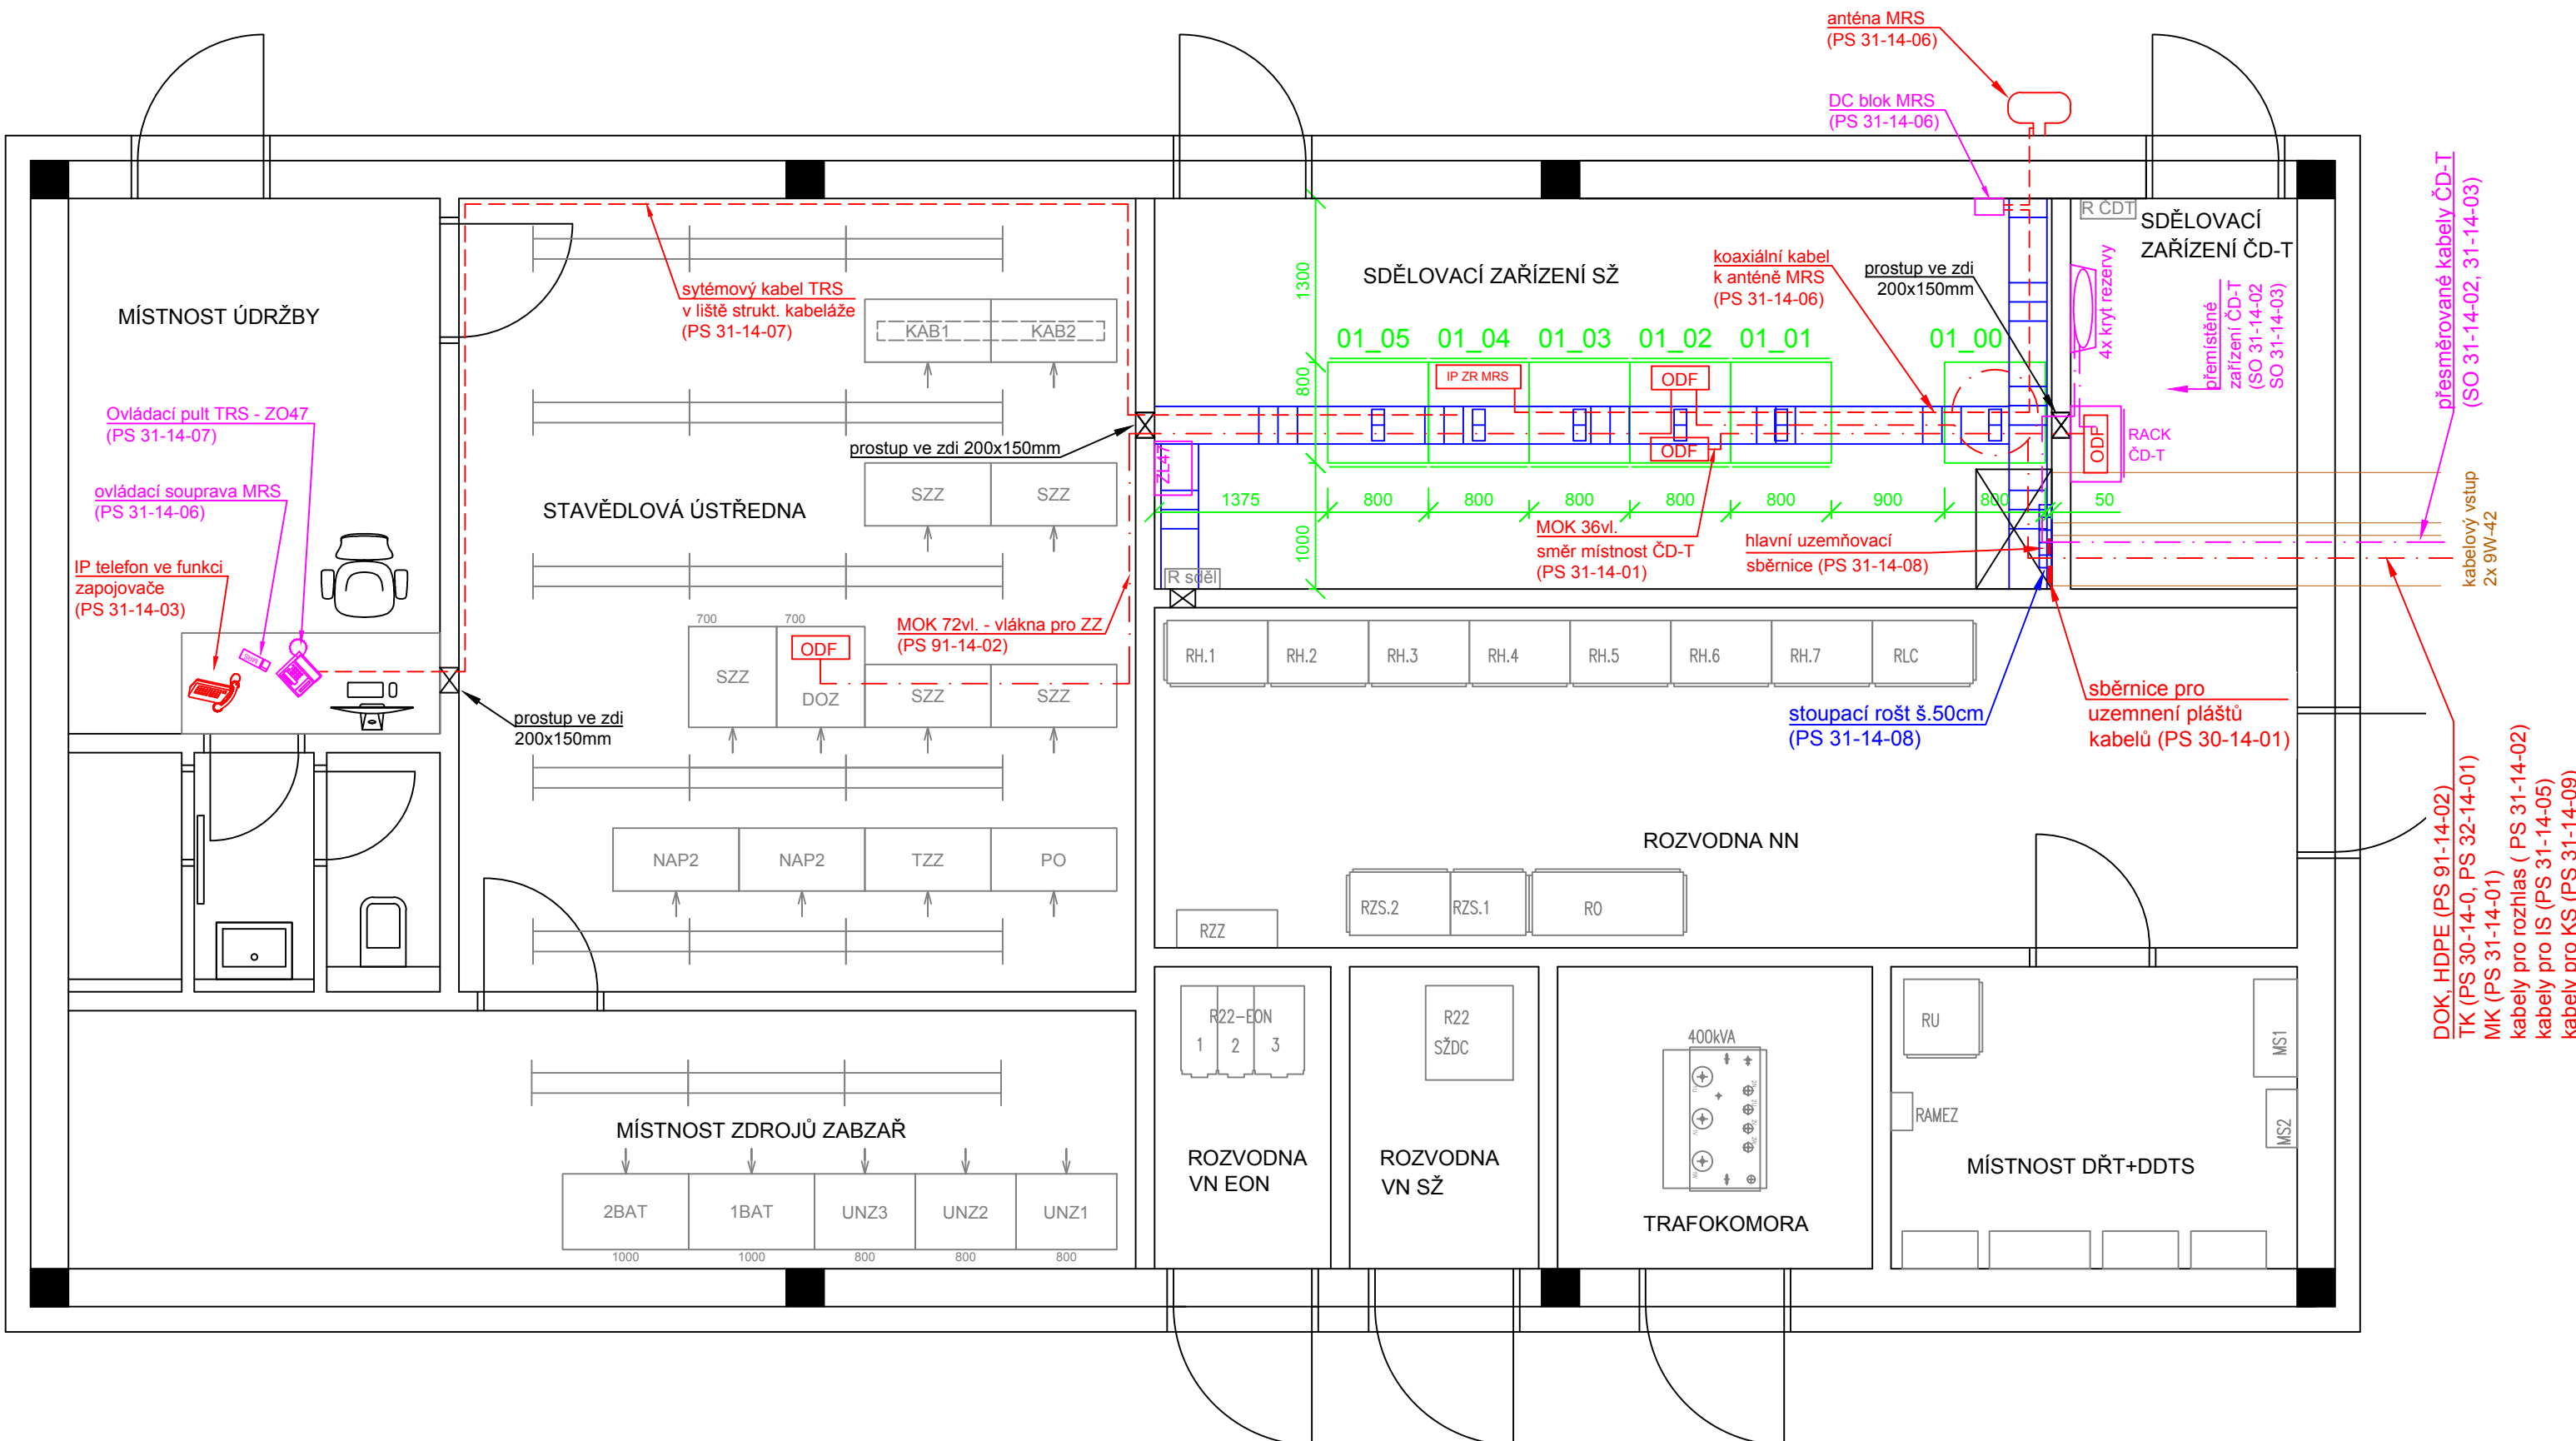 anténa MRS
(PS 31-14-06)
DC blok MRS
(PS 31-14-06)
přesměrované kabely ČD-T
(SO 31-14-02, 31-14-03)
R ČDT
SDĚLOVACÍ
ZAŘÍZENÍ ČD-T
4x kryt rezervy
přemístěné
zařízení ČD-T
(SO 31-14-02
SO 31-14-03)
MÍSTNOST ÚDRŽBY
sytémový kabel TRS
v liště strukt. kabeláže
(PS 31-14-07)
KAB1
KAB2
SDĚLOVACÍ ZAŘÍZENÍ SŽ
koaxiální kabel
k anténě MRS
(PS 31-14-06)
prostup ve zdi
200x150mm
1300
800
1000
01_05
01_04
01_03
01_02
01_01
01_00
IP ZR MRS
ODF
ODF
ODF
RACK
ČD-T
Ovládací pult TRS - ZO47
(PS 31-14-07)
prostup ve zdi 200x150mm
ZL47
ovládací souprava MRS
(PS 31-14-06)
STAVĚDLOVÁ ÚSTŘEDNA
SZZ
SZZ
1375
800
800
800
800
800
900
800
50
kabelový vstup
2x 9W-42
MOK 36vl.
směr místnost ČD-T
(PS 31-14-01)
hlavní uzemňovací
sběrnice (PS 31-14-08)
R sděl
IP telefon ve funkci
zapojovače
(PS 31-14-03)
MRS
700
700
ODF
SZZ
DOZ
SZZ
SZZ
MOK 72vl. - vlákna pro ZZ
(PS 91-14-02)
prostup ve zdi
200x150mm
RH.1
RH.2
RH.3
RH.4
RH.5
RH.6
RH.7
RLC
stoupací rošt š.50cm
(PS 31-14-08)
sběrnice pro
uzemnení pláštů
kabelů (PS 30-14-01)
DOK, HDPE (PS 91-14-02)
TK (PS 30-14-0, PS 32-14-01)
MK (PS 31-14-01)
kabely pro rozhlas ( PS 31-14-02)
kabely pro IS (PS 31-14-05)
kabely pro KS (PS 31-14-09)
ROZVODNA NN
NAP2
NAP2
TZZ
PO
RZZ
RZS.2
RZS.1
RO
R22-EON
1
2
3
R22
SŽDC
400kVA
RU
MS1
MS2
RAMEZ
MÍSTNOST ZDROJŮ ZABZAŘ
2BAT
1BAT
UNZ3
UNZ2
UNZ1
1000
1000
800
800
800
ROZVODNA
VN EON
ROZVODNA
VN SŽ
TRAFOKOMORA
MÍSTNOST DŘT+DDTS